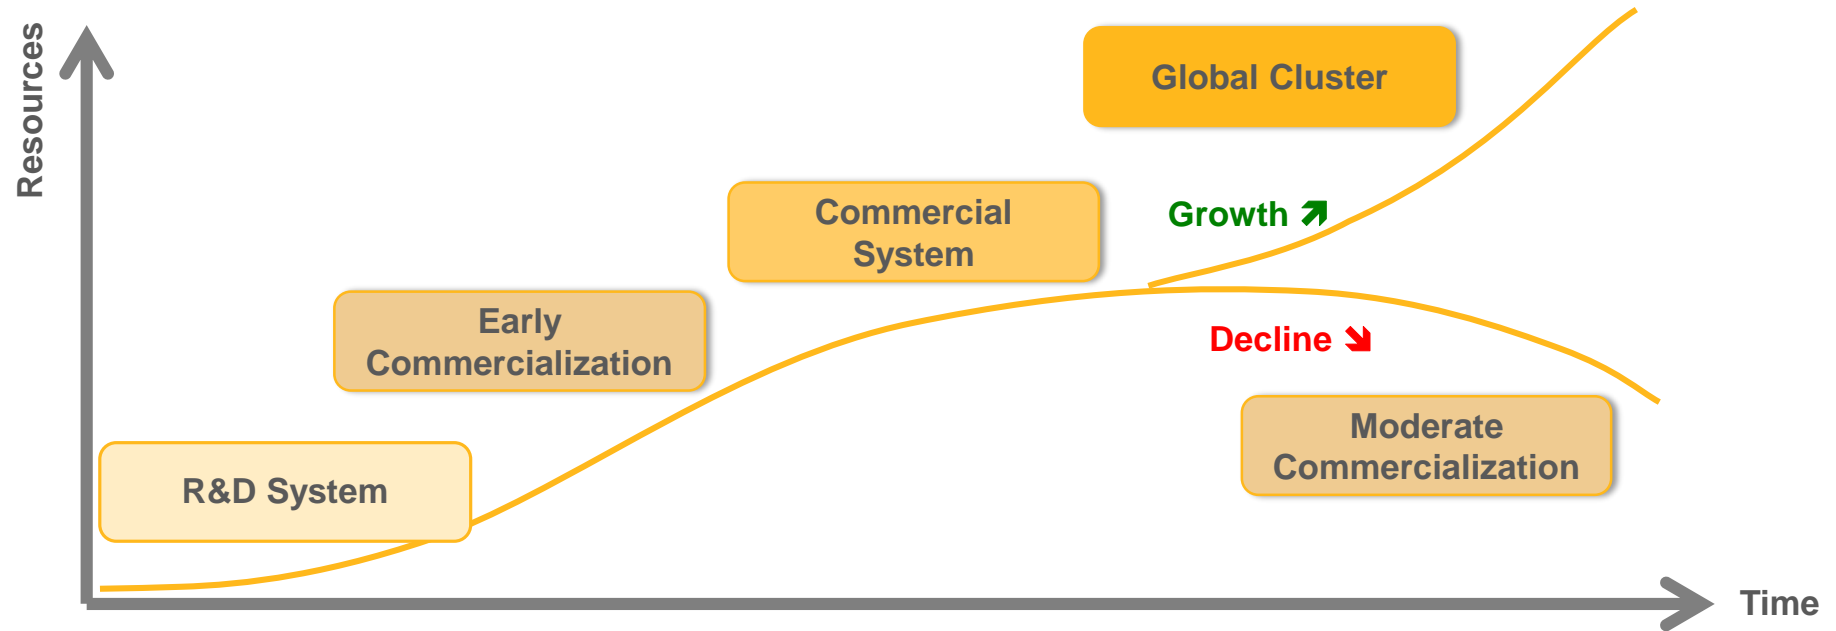 Resources
Global Cluster
Commercial
System
Growth
Early
Commercialization
Decline
Moderate
Commercialization
R&D System
Time